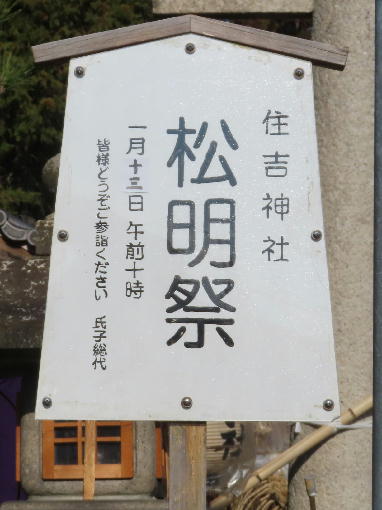 住吉神社
松明祭
一月十三日 午前十時
皆様どうぞご参詣ください 氏子総代